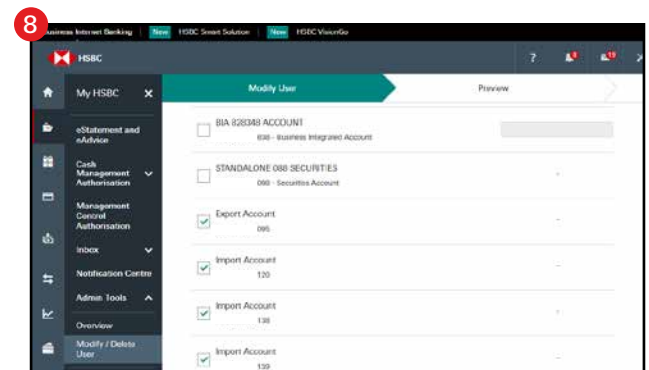 8
Business Internet Banking New HSBC Smart Solution New HSBC VisionGo
HSBC ?
My HSBC X Modify User Preview
BIA 828348 ACCOUNT
838 - Business Integrated Account
eStatement and
eAdvice
STANDALONE 088 SECURITIES
088 - Securities Account
Cash
Management
Authorisation
Management
Control
Authorisation
Export Account
095
Inbox
Import Account
120
Notification Centre
Admin Tools
Import Account
138
Overview
Modify / Delete
User
Import Account
139